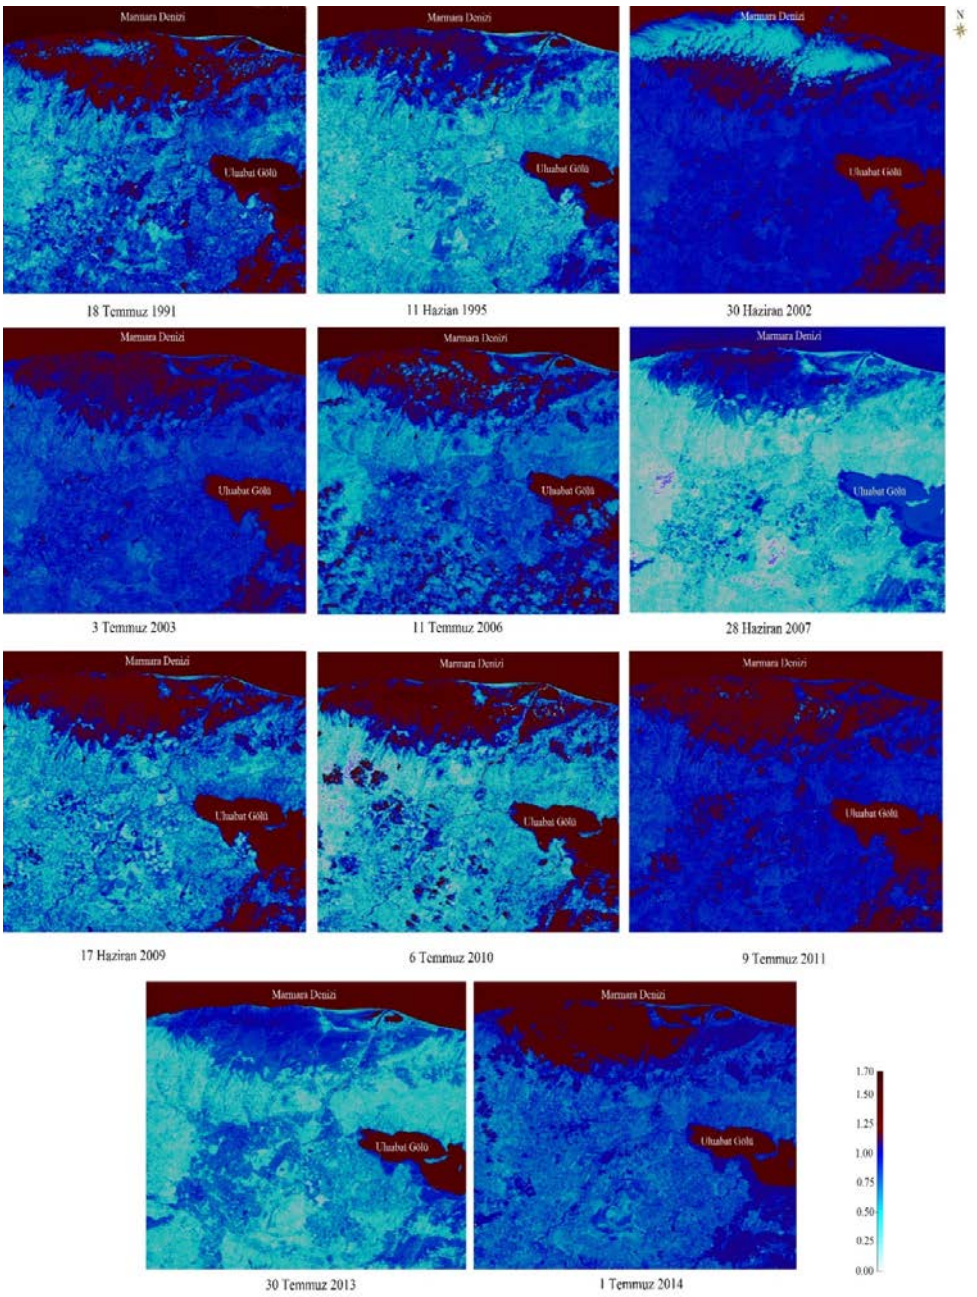 Marmara Denizi
Marmara Denizi
Marmara Denizi
N
Uluabat Gölü
Uluabat Gölü
Uluabat Gölü
18 Temmuz 1991
11 Hazian 1995
30 Haziran 2002
Marmara Denizi
Marmara Denizi
Marmara Denizi
Uluabat Gölü
Uluabat Gölü
Uluabat Gölü
3 Temmuz 2003
11 Temmuz 2006
28 Haziran 2007
Marmara Denizi
Marmara Denizi
Marmara Denizi
Uluabat Gölü
Uluabat Gölü
Uluabat Gölü
17 Haziran 2009
6 Temmuz 2010
9 Temmuz 2011
Marmara Denizi
Marmara Denizi
Uluabat Gölü
Uluabat Gölü
30 Temmuz 2013
1 Temmuz 2014
1.70
1.50
1.25
1.00
0.75
0.50
0.25
0.00